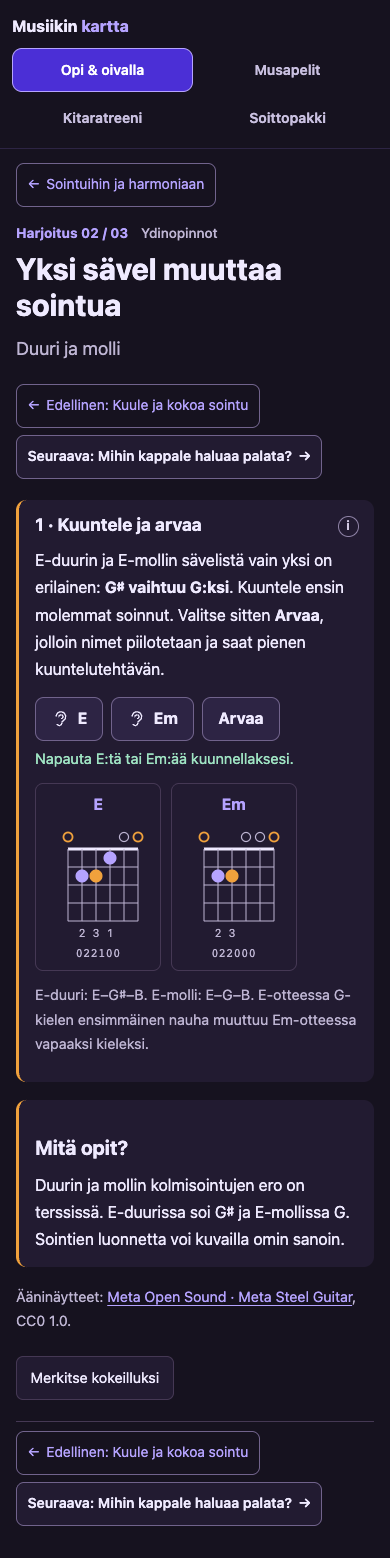 Musiikin kartta
Opi & oivalla
Musapelit
Kitaratreeni
Soittopakki
← Sointuihin ja harmoniaan
Harjoitus 02 / 03 Ydinopinnot
Yksi sävel muuttaa
sointua
Duuri ja molli
← Edellinen: Kuule ja kokoa sointu
Seuraava: Mihin kappale haluaa palata? →
1 · Kuuntele ja arvaa
i
E-duurin ja E-mollin sävelistä vain yksi on
erilainen: G# vaihtuu G:ksi. Kuuntele ensin
molemmat soinnut. Valitse sitten Arvaa,
jolloin nimet piilotetaan ja saat pienen
kuuntelutehtävän.
E
Em
Arvaa
Napauta E:tä tai Em:ää kuunnellaksesi.
E
2 3 1
022100
Em
2 3
022000
E-duuri: E–G#–B. E-molli: E–G–B. E-otteessa G-
kielen ensimmäinen nauha muuttuu Em-otteessa
vapaaksi kieleksi.
Mitä opit?
Duurin ja mollin kolmisointujen ero on
terssissä. E-duurissa soi G# ja E-mollissa G.
Sointien luonnetta voi kuvailla omin sanoin.
Ääninäytteet: Meta Open Sound · Meta Steel Guitar,
CC0 1.0.
Merkitse kokeilluksi
← Edellinen: Kuule ja kokoa sointu
Seuraava: Mihin kappale haluaa palata? →